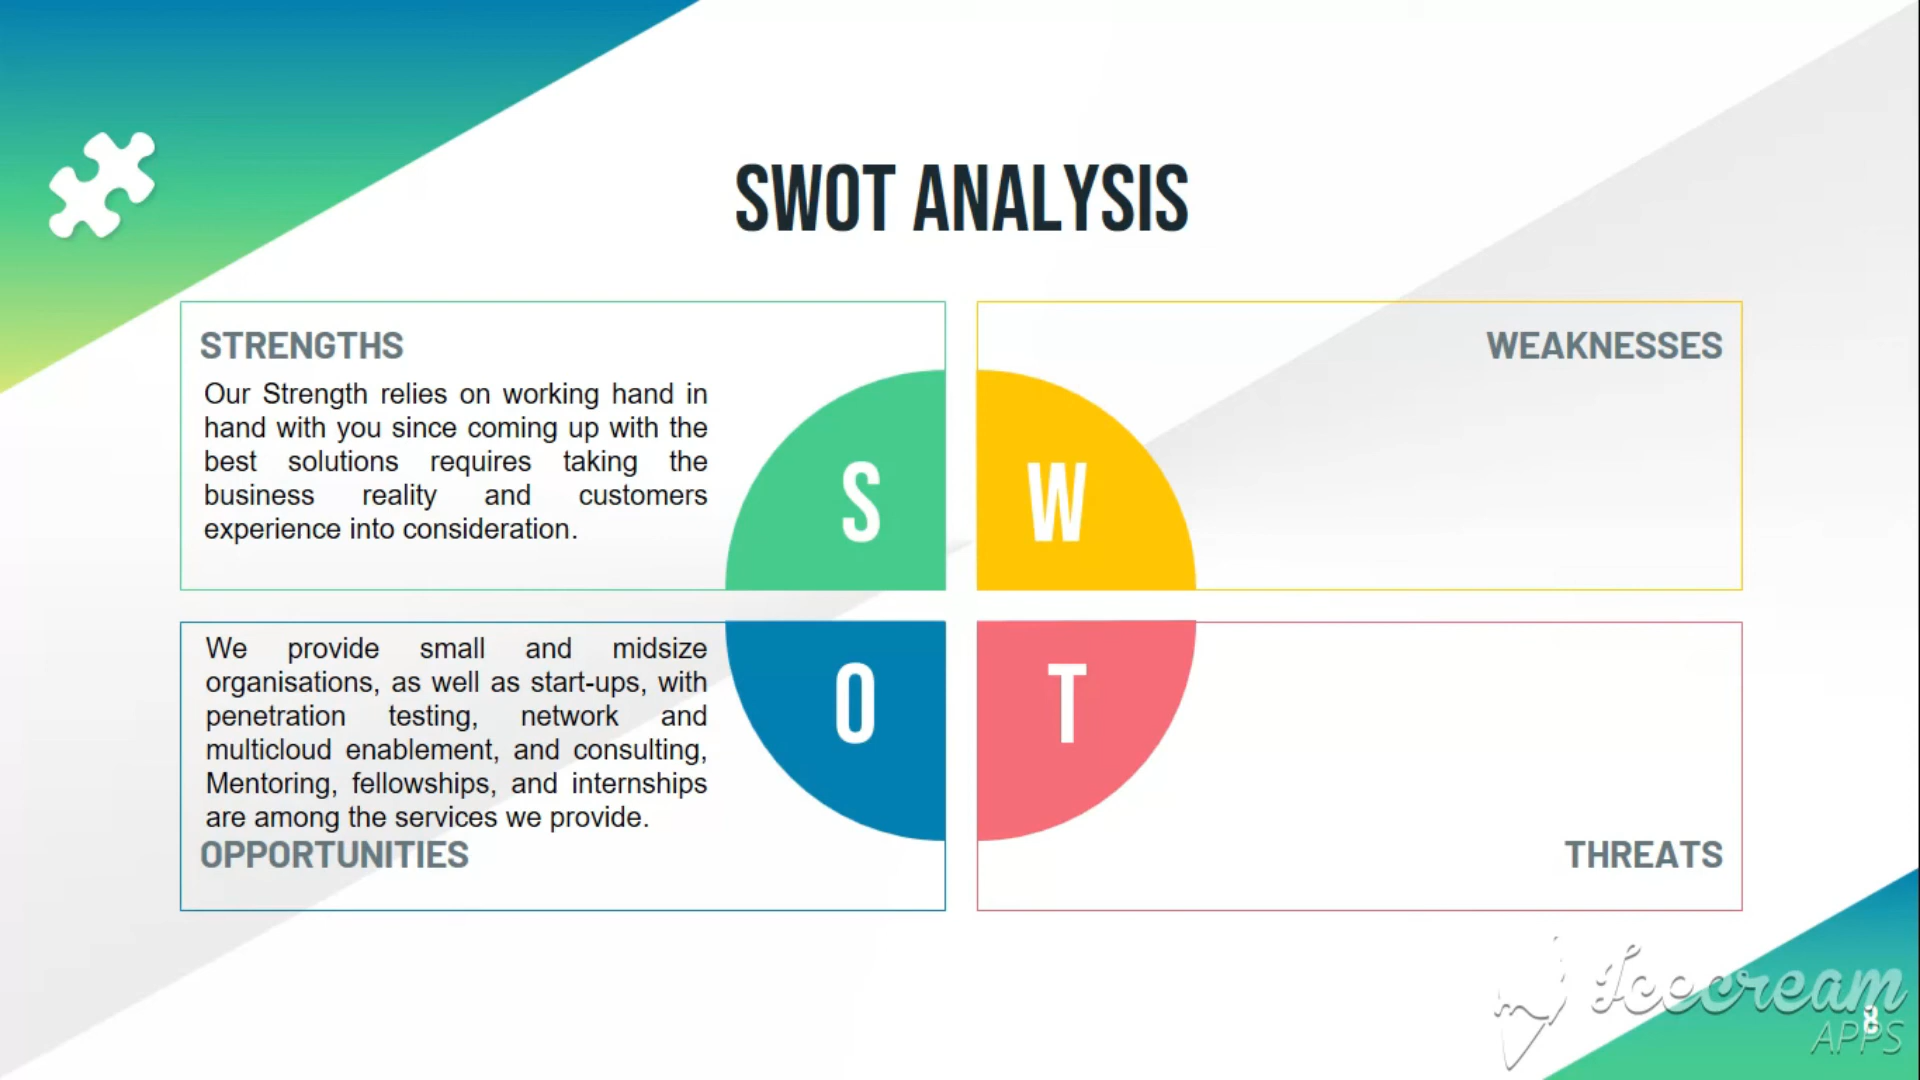 SWOT ANALYSIS
STRENGTHS
Our Strength relies on working hand in
hand with you since coming up with the
best solutions requires taking the
business reality and customers
experience into consideration.
S
WEAKNESSES
W
We provide small and midsize
organisations, as well as start-ups, with
penetration testing, network and
multicloud enablement, and consulting,
Mentoring, fellowships, and internships
are among the services we provide.
OPPORTUNITIES
O
T
THREATS
Icecream
APPS
8